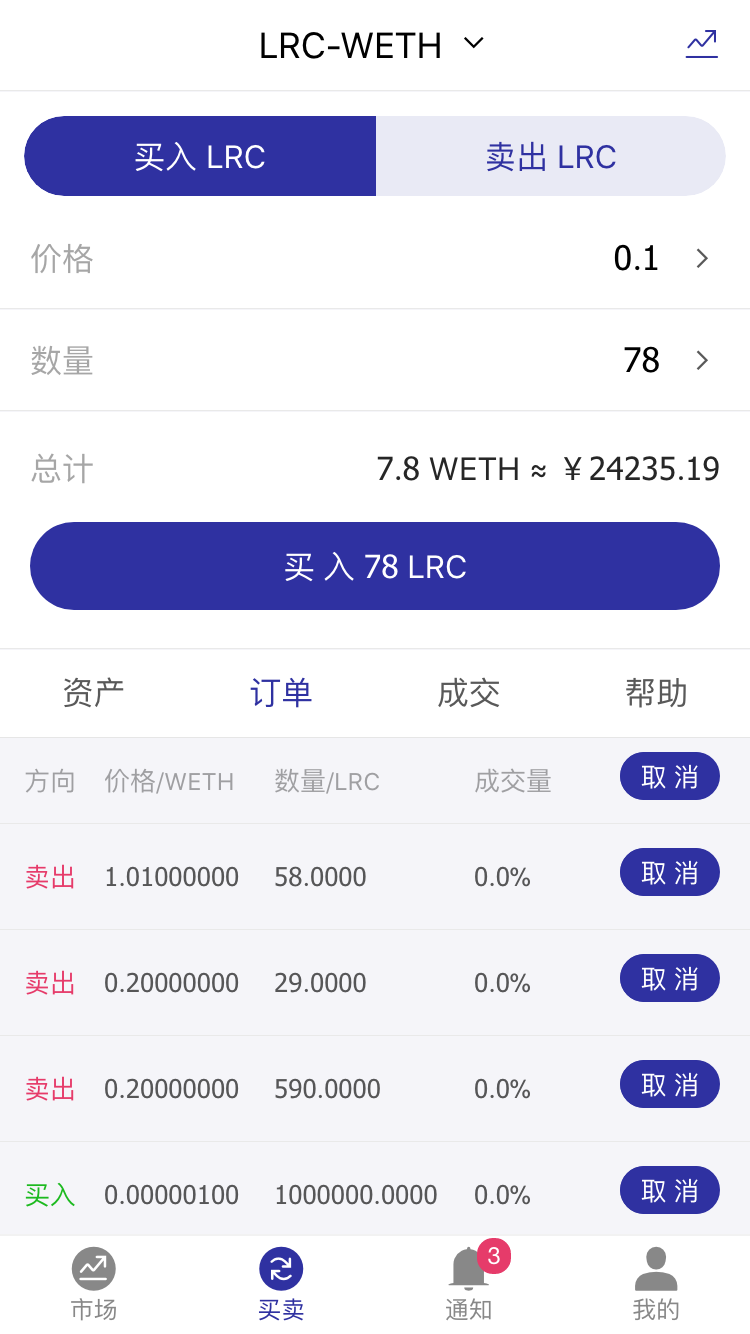 LRC-WETH
买入 LRC 卖出 LRC
价格 0.1
数量 78
总计 7.8 WETH ≈ ￥24235.19
买 入 78 LRC
资产 订单 成交 帮助
方向 价格/WETH 数量/LRC 成交量 取 消
卖出 1.01000000 58.0000 0.0% 取 消
卖出 0.20000000 29.0000 0.0% 取 消
卖出 0.20000000 590.0000 0.0% 取 消
买入 0.00000100 1000000.0000 0.0% 取 消
3
市场 买卖 通知 我的